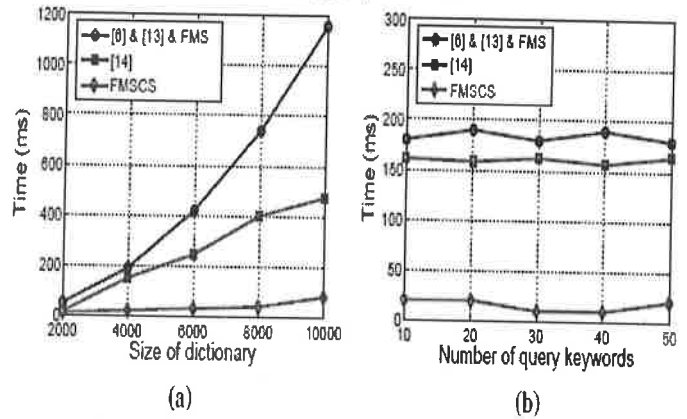 [6] & [13] & FMS
[14]
FMSCS
1200
1000
800
600
400
200
0
Time (ms)
2000 4000 6000 8000 10000
Size of dictionary
(a)
[6] & [13] & FMS
[14]
FMSCS
300
250
200
150
100
50
0
Time (ms)
10 20 30 40 50
Number of query keywords
(b)